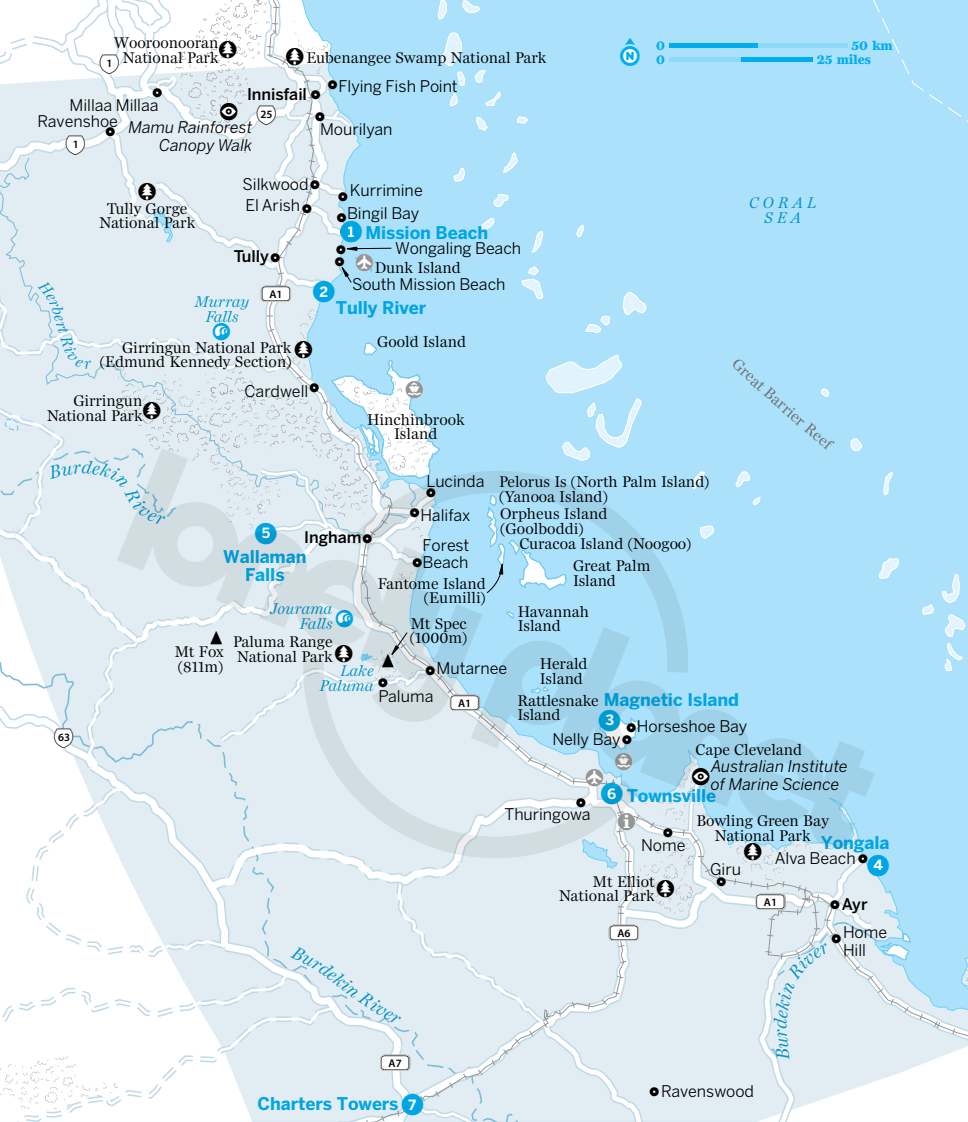 Wooroonooran
National Park
1
Eubenangee Swamp National Park
N
0
50 km
0
25 miles
Flying Fish Point
Innisfail
Millaa Millaa
25
Ravenshoe
Mamu Rainforest
Canopy Walk
Mourilyan
1
Silkwood
Kurrimine
El Arish
Bingil Bay
Tully Gorge
National Park
1 Mission Beach
CORAL
SEA
Wongaling Beach
Tully
Dunk Island
South Mission Beach
A1
2
Tully River
Murray
Falls
Herbert River
Goold Island
Girringun National Park
(Edmund Kennedy Section)
Great Barrier Reef
Cardwell
Girringun
National Park
Hinchinbrook
Island
Burdekin
River
Lucinda
Pelorus Is (North Palm Island)
(Yanooa Island)
Halifax
Orpheus Island
(Goolboddi)
5
Wallaman
Falls
Ingham
Curacoa Island (Noogoo)
Forest
Beach
Great Palm
Island
Fantome Island
(Eumilli)
Jourama
Falls
Havannah
Island
Mt Spec
(1000m)
Mt Fox
(811m)
Paluma Range
National Park
Lake
Paluma
Mutarnee
Herald
Island
Paluma
A1
Rattlesnake
Island
Magnetic Island
3
Horseshoe Bay
Nelly Bay
63
Cape Cleveland
Australian Institute
of Marine Science
6 Townsville
Thuringowa
i
Bowling Green Bay
National Park
Nome
Yongala
Alva Beach
4
Giru
Mt Elliot
National Park
A1
Ayr
A6
Home
Hill
Burdekin River
Burdekin River
A7
Ravenswood
Charters Towers 7